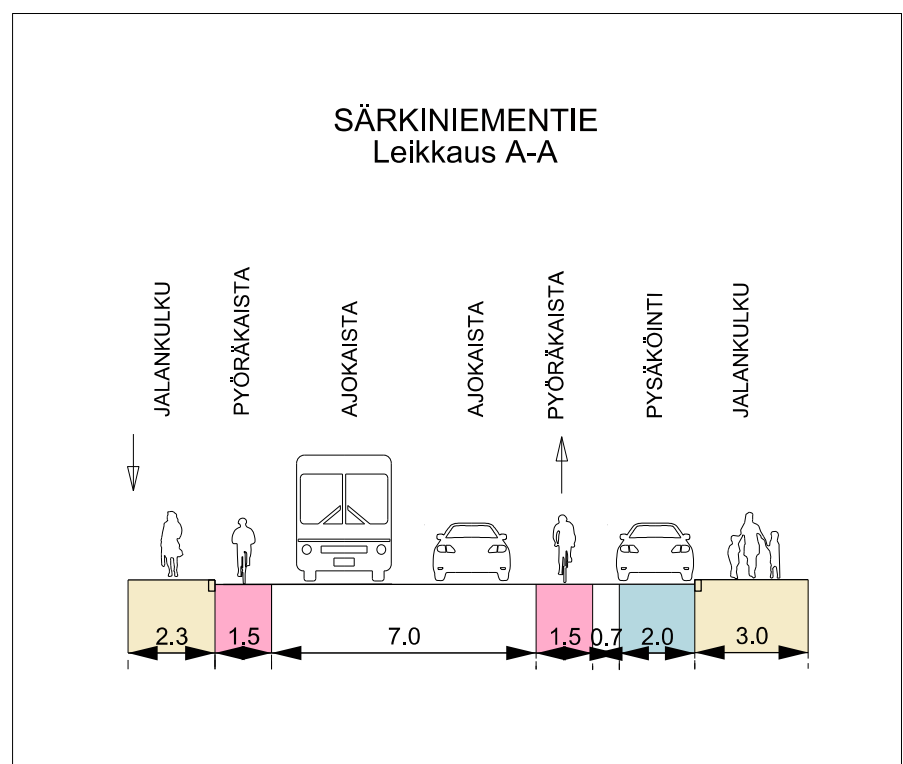 SÄRKINIEMENTIE
Leikkaus A-A
JALANKULKU
PYÖRÄKAISTA
AJOKAISTA
AJOKAISTA
PYÖRÄKAISTA
PYSÄKÖINTI
JALANKULKU
2.3 1.5 7.0 1.5 0.7 2.0 3.0